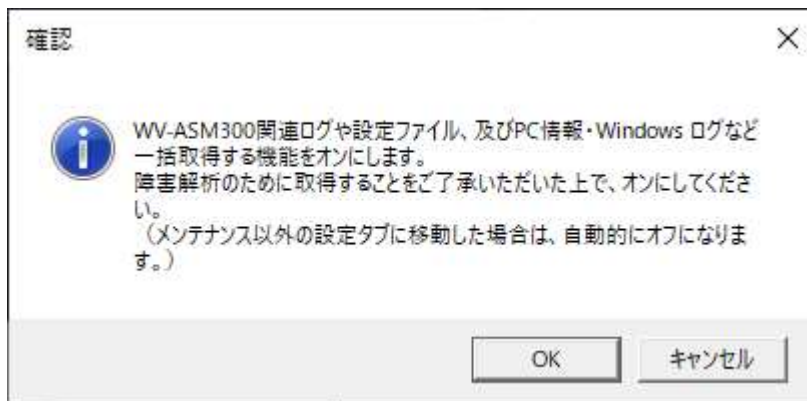 確認
WV-ASM300関連ログや設定ファイル、及びPC情報・Windows ログなど
一括取得する機能をオンにします。
障害解析のために取得することをご了承いただいた上で、オンにしてくださ
い。
（メンテナンス以外の設定タブに移動した場合は、自動的にオフになりま
す。）
OK
キャンセル